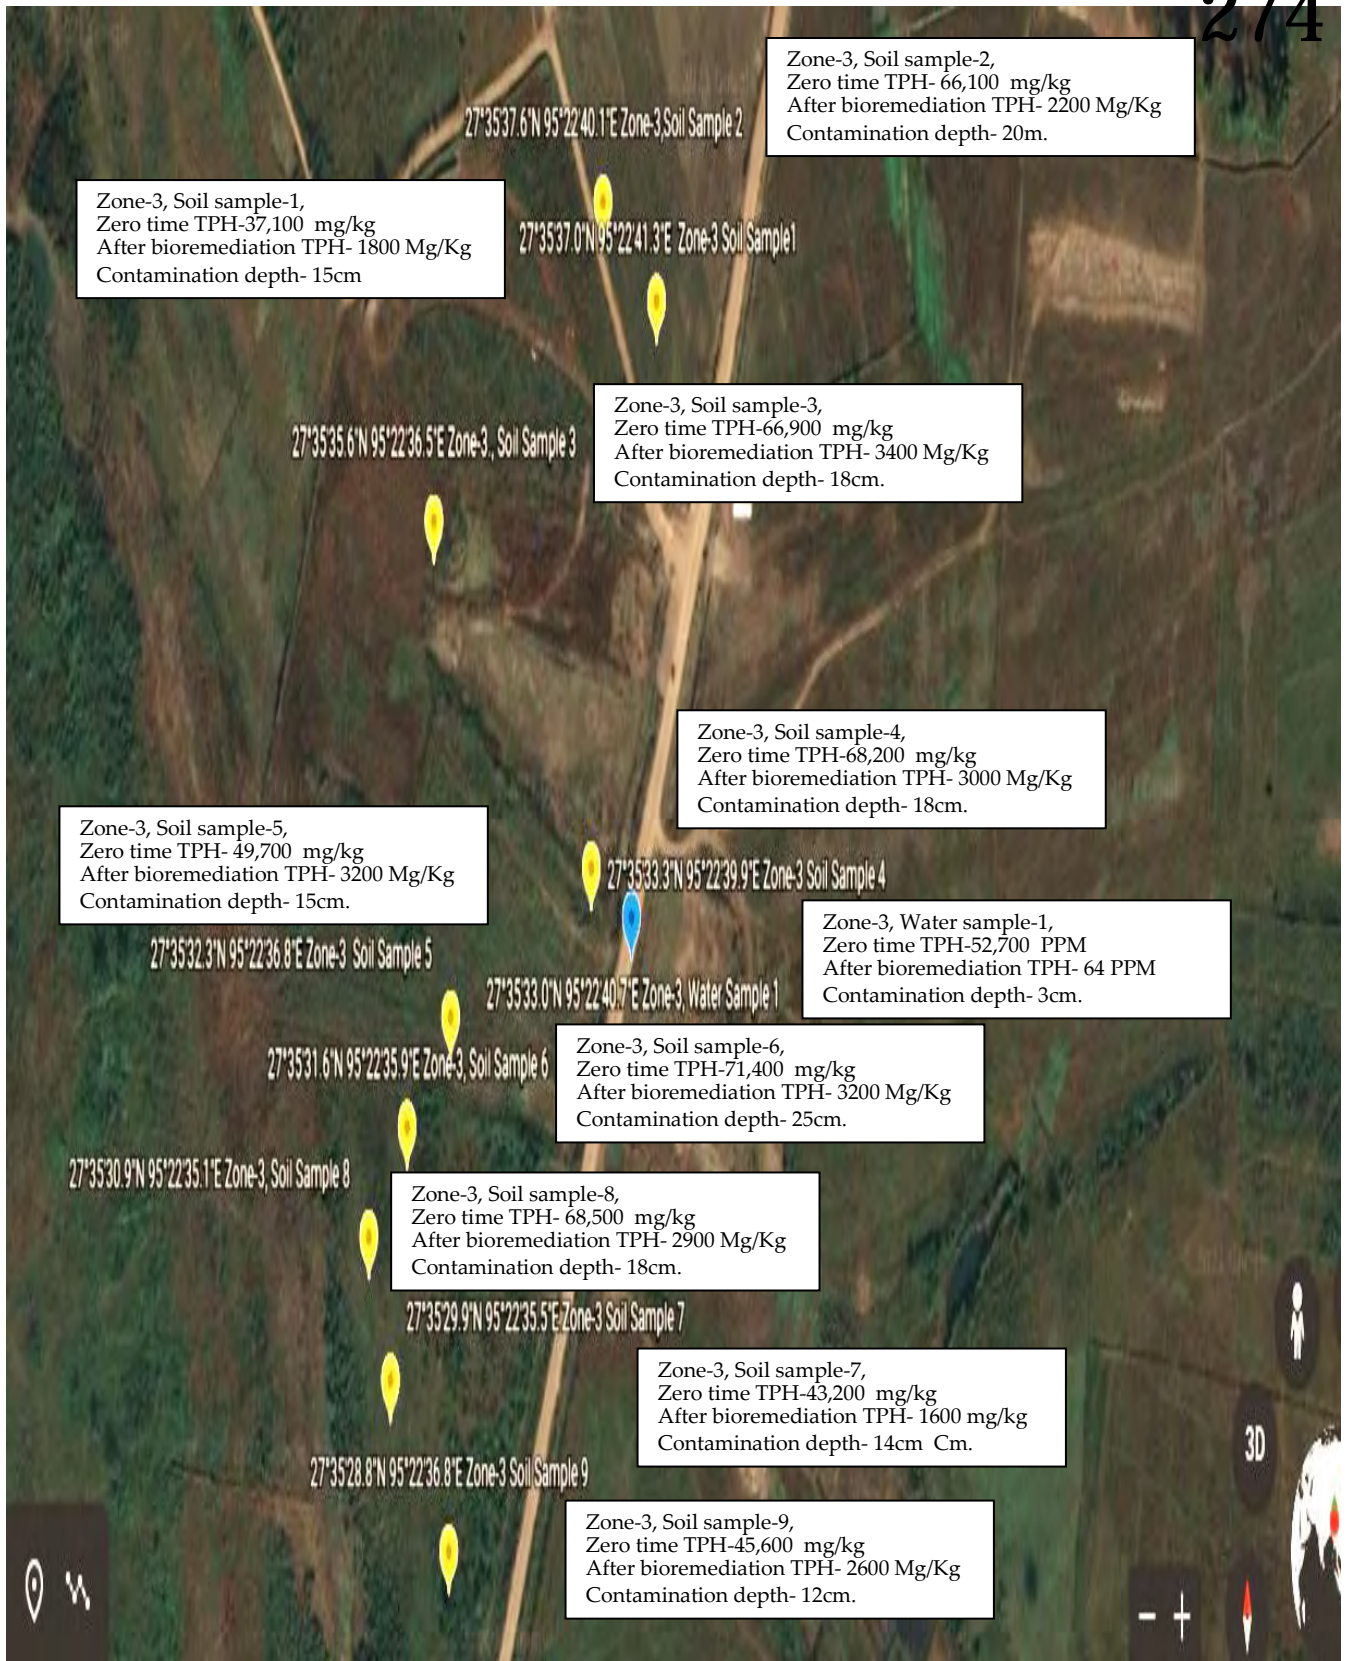 274
Zone-3, Soil sample-2,
Zero time TPH- 66,100 mg/kg
After bioremediation TPH- 2200 Mg/Kg
Contamination depth- 20m.
27°35'37.6"N 95°22'40.1"E Zone-3,Soil Sample 2
Zone-3, Soil sample-1,
Zero time TPH-37,100 mg/kg
After bioremediation TPH- 1800 Mg/Kg
Contamination depth- 15cm
27°35'37.0"N 95°22'41.3"E Zone-3 Soil Sample1
Zone-3, Soil sample-3,
Zero time TPH-66,900 mg/kg
After bioremediation TPH- 3400 Mg/Kg
Contamination depth- 18cm.
27°35'35.6"N 95°22'36.5"E Zone-3., Soil Sample 3
Zone-3, Soil sample-4,
Zero time TPH-68,200 mg/kg
After bioremediation TPH- 3000 Mg/Kg
Contamination depth- 18cm.
Zone-3, Soil sample-5,
Zero time TPH- 49,700 mg/kg
After bioremediation TPH- 3200 Mg/Kg
Contamination depth- 15cm.
27°35'33.3"N 95°22'39.9"E Zone-3 Soil Sample 4
Zone-3, Water sample-1,
Zero time TPH-52,700 PPM
After bioremediation TPH- 64 PPM
Contamination depth- 3cm.
27°35'32.3"N 95°22'36.8"E Zone-3 Soil Sample 5
27°35'33.0"N 95°22'40.7"E Zone-3, Water Sample 1
Zone-3, Soil sample-6,
Zero time TPH-71,400 mg/kg
After bioremediation TPH- 3200 Mg/Kg
Contamination depth- 25cm.
27°35'31.6"N 95°22'35.9"E Zone-3, Soil Sample 6
27°35'30.9"N 95°22'35.1"E Zone-3, Soil Sample 8
Zone-3, Soil sample-8,
Zero time TPH- 68,500 mg/kg
After bioremediation TPH- 2900 Mg/Kg
Contamination depth- 18cm.
27°35'29.9"N 95°22'35.5"E Zone-3 Soil Sample 7
Zone-3, Soil sample-7,
Zero time TPH-43,200 mg/kg
After bioremediation TPH- 1600 mg/kg
Contamination depth- 14cm Cm.
3D
27°35'28.8"N 95°22'36.8"E Zone-3 Soil Sample 9
Zone-3, Soil sample-9,
Zero time TPH-45,600 mg/kg
After bioremediation TPH- 2600 Mg/Kg
Contamination depth- 12cm.